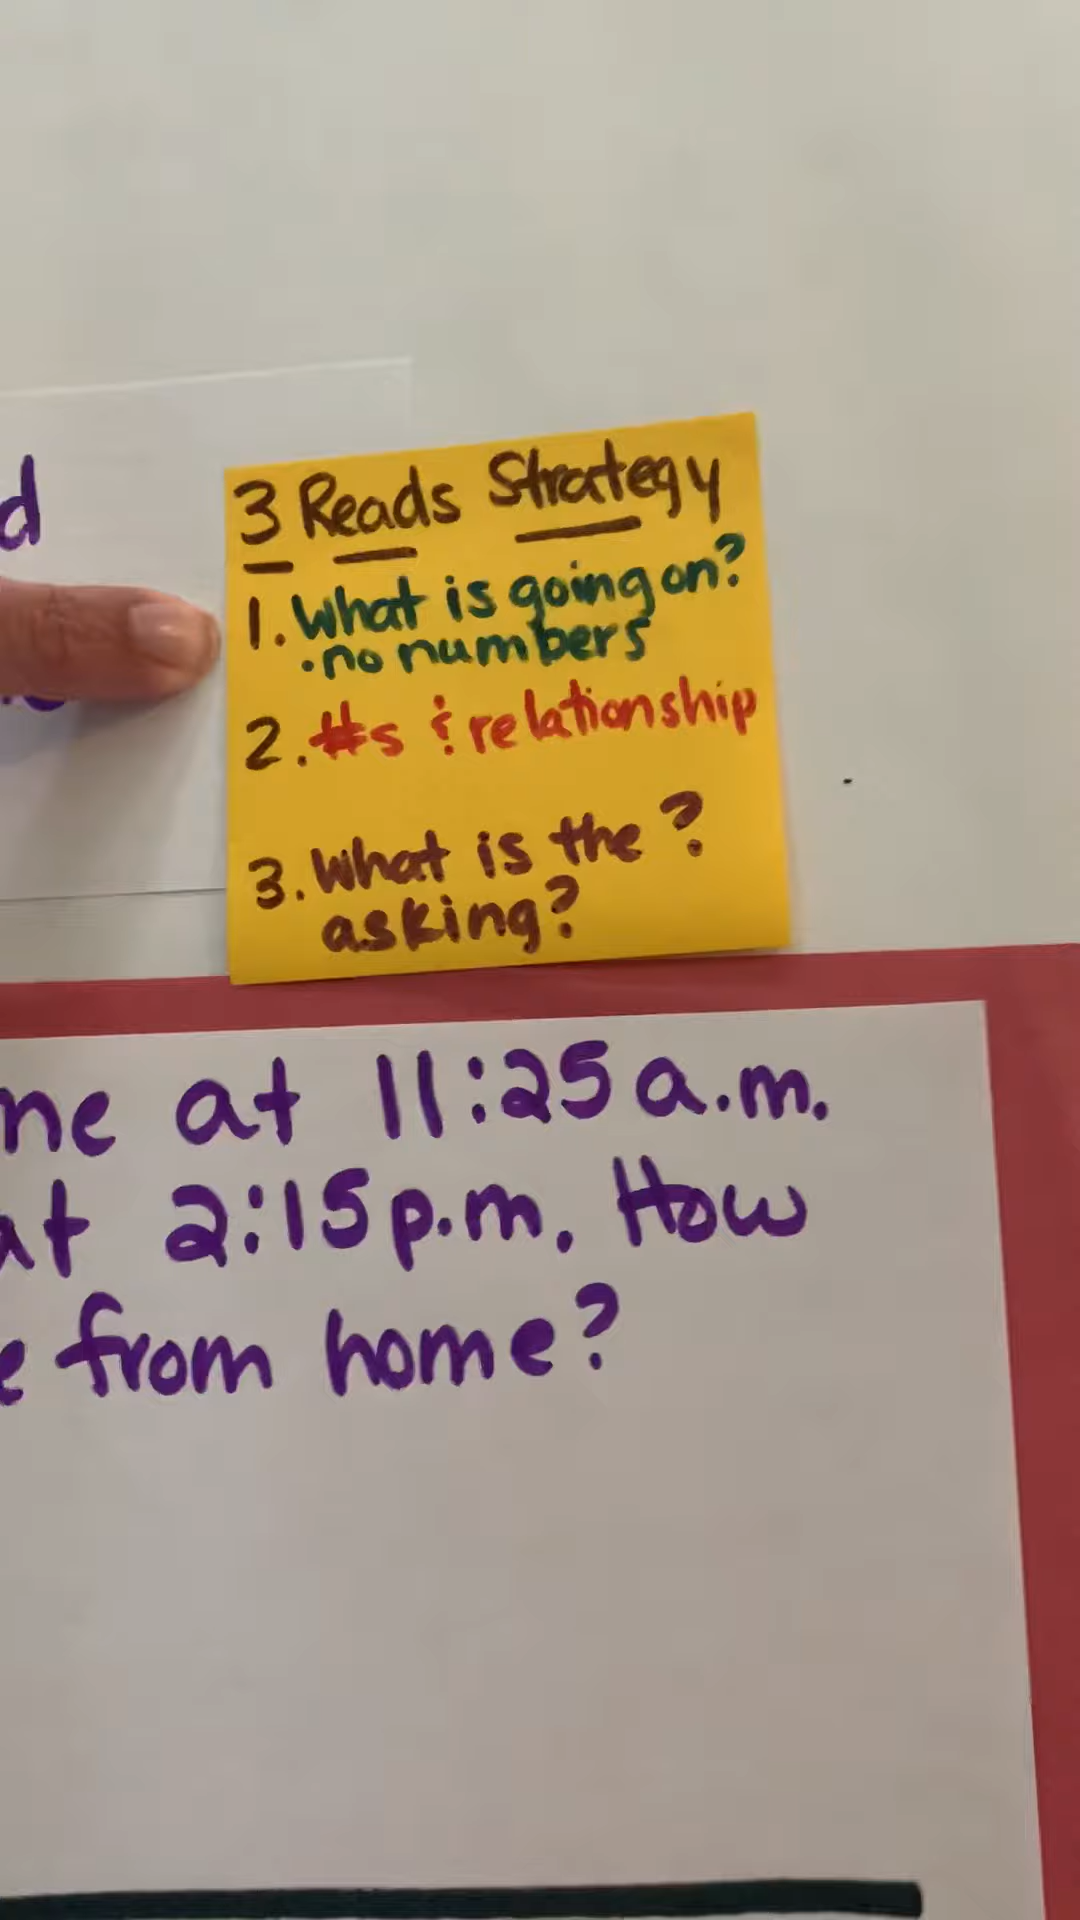 3 Reads Strategy
1. What is going on?
• no numbers
2. #s & relationship
3. What is the ?
asking?
at 11:25 a.m.
at 2:15 p.m. How
from home?